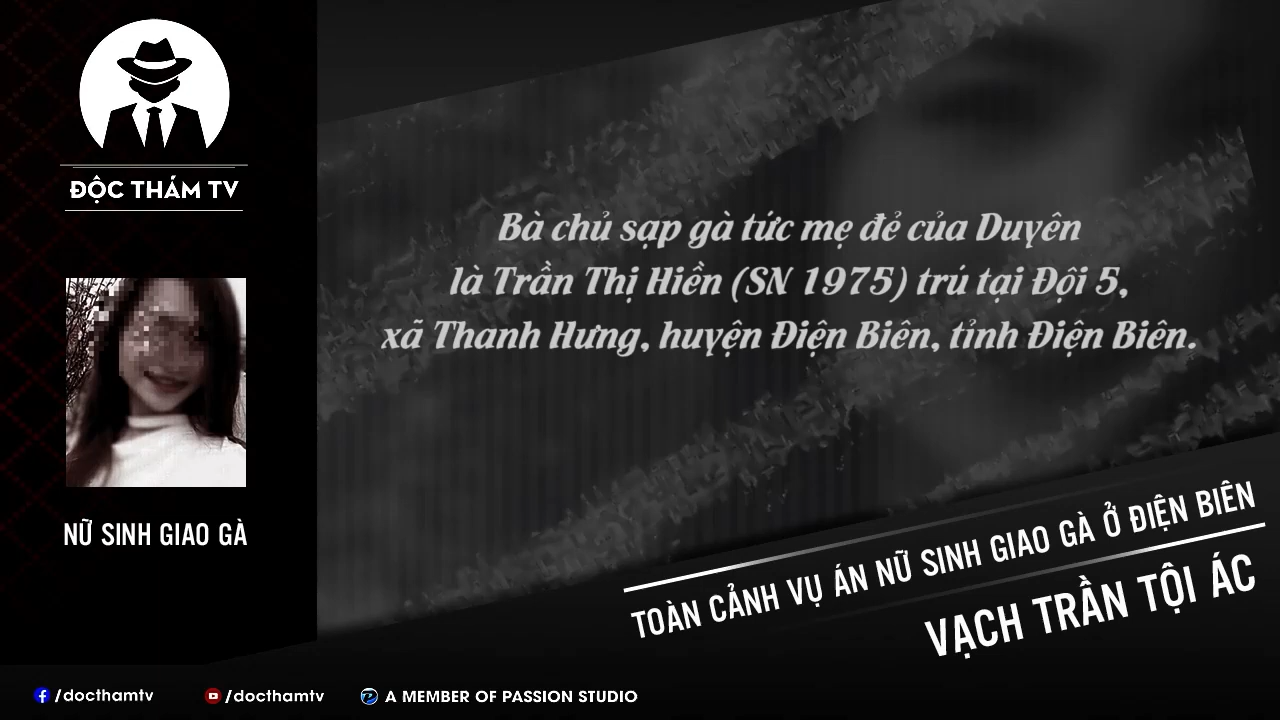 ĐỘC THÁM TV
NỮ SINH GIAO GÀ
Bà chủ sạp gà tức mẹ đẻ của Duyên
là Trần Thị Hiền (SN 1975) trú tại Đội 5,
xã Thanh Hưng, huyện Điện Biên, tỉnh Điện Biên.
TOÀN CẢNH VỤ ÁN NỮ SINH GIAO GÀ Ở ĐIỆN BIÊN
VẠCH TRẦN TỘI ÁC
/docthamtv /docthamtv A MEMBER OF PASSION STUDIO